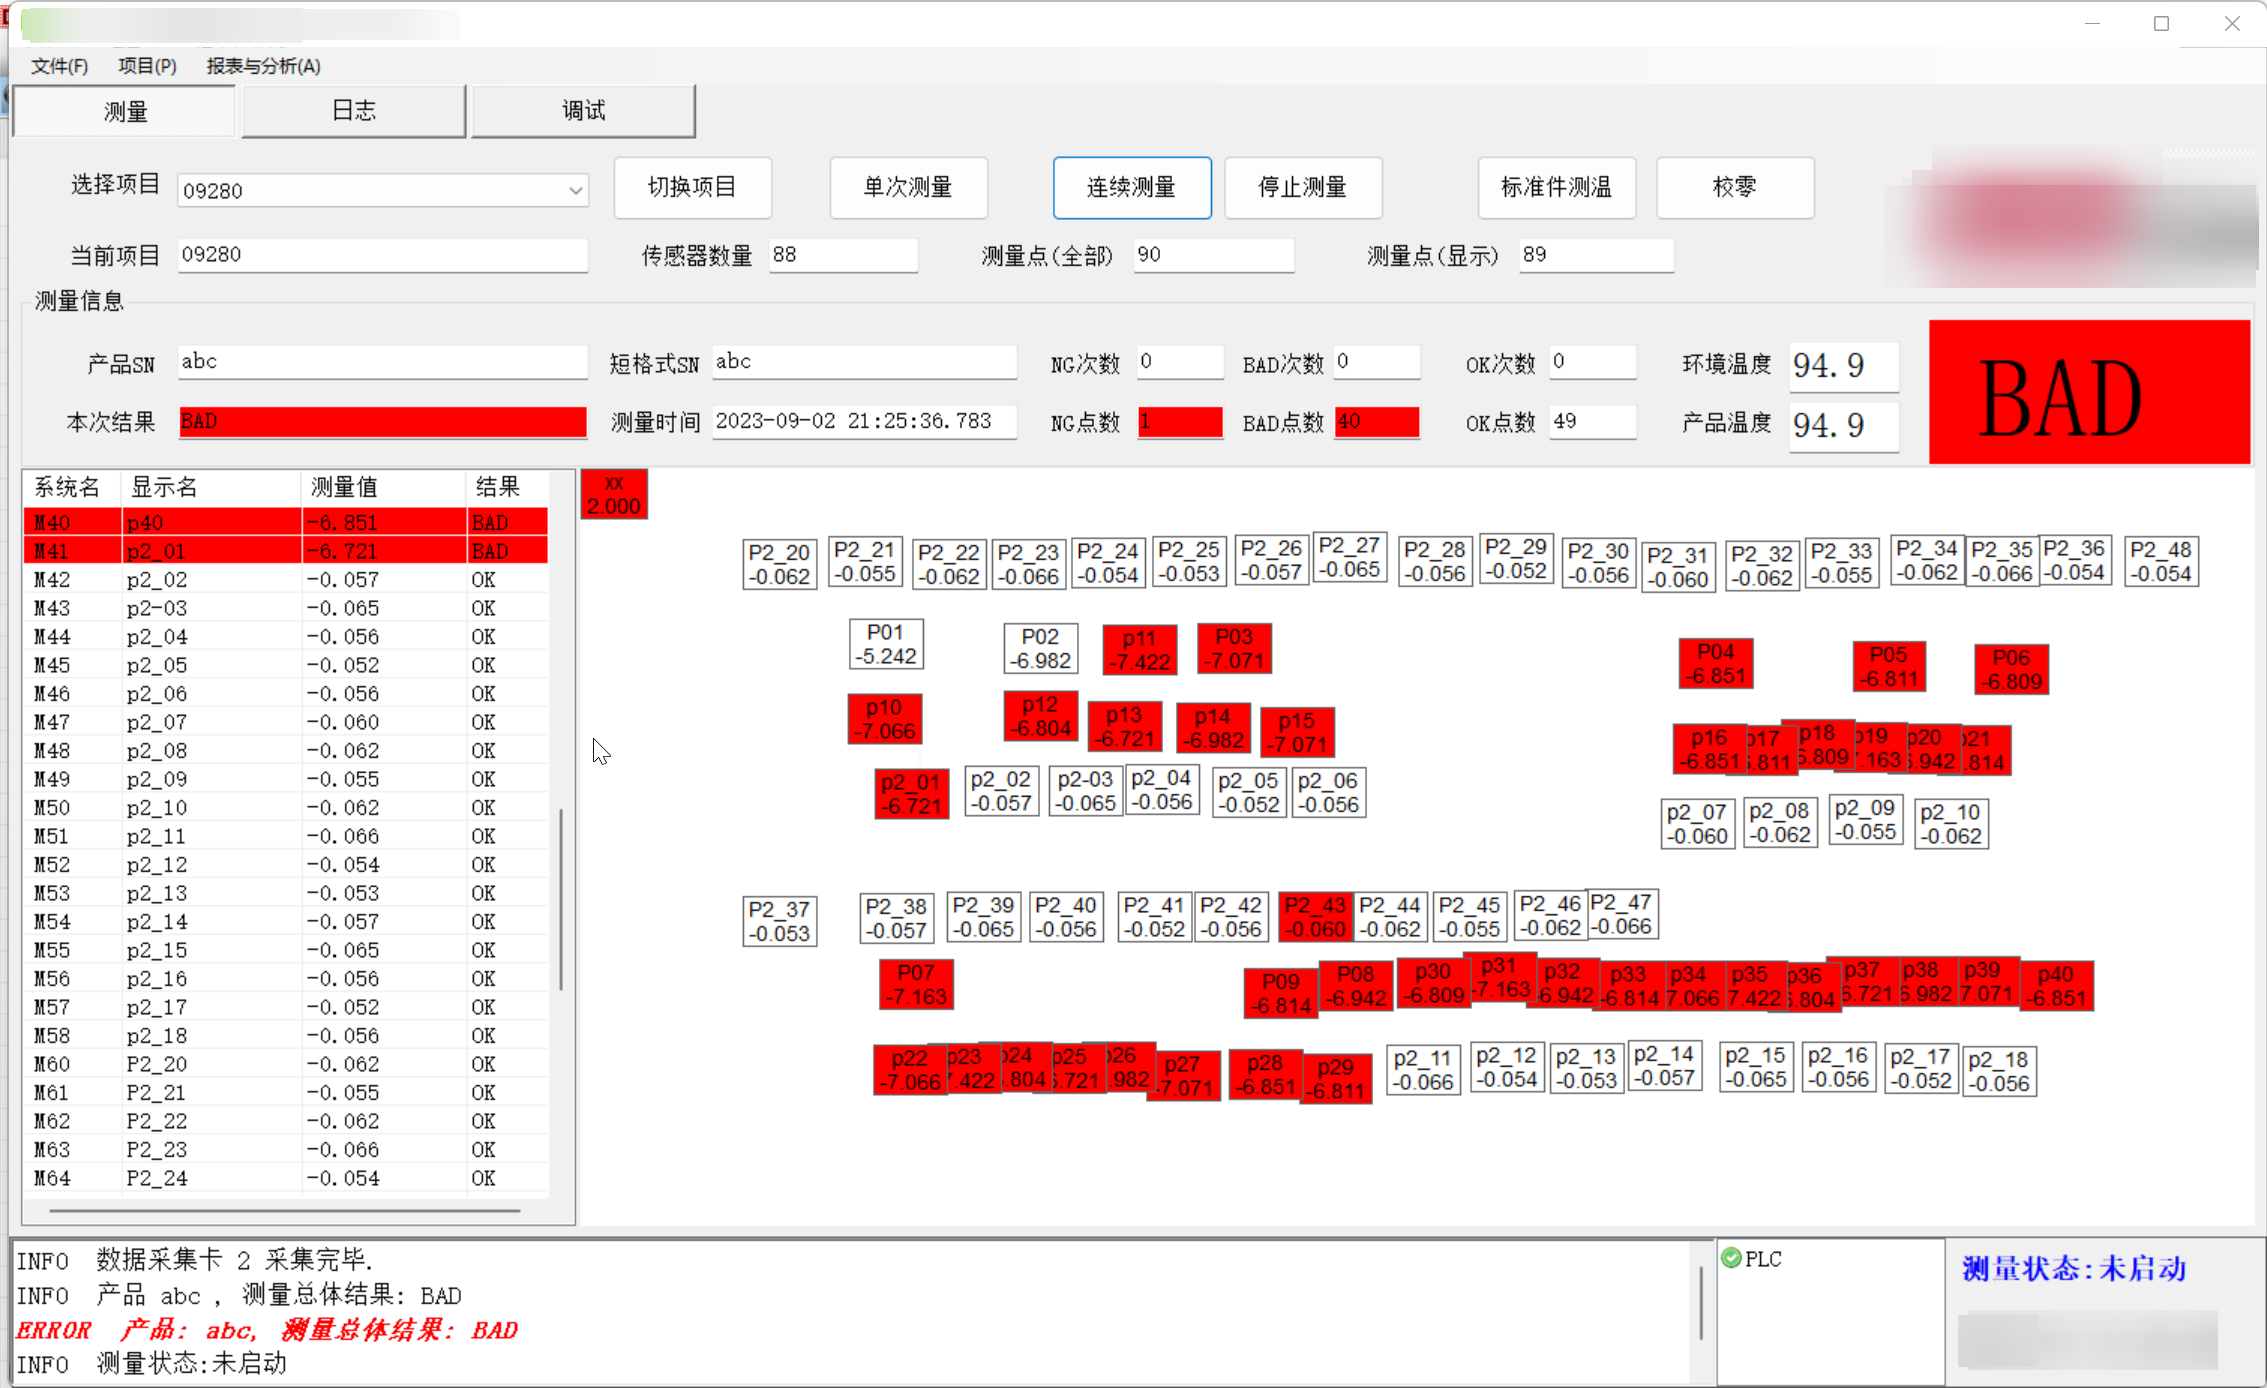 文件(F) 项目(P) 报表与分析(A)
测量 日志 调试
选择项目 09280 切换项目 单次测量 连续测量 停止测量 标准件测温 校零
当前项目 09280 传感器数量 88 测量点(全部) 90 测量点(显示) 89
测量信息
产品SN abc 短格式SN abc NG次数 0 BAD次数 0 OK次数 0 环境温度 94.9
本次结果 BAD 测量时间 2023-09-02 21:25:36.783 NG点数 1 BAD点数 40 OK点数 49 产品温度 94.9
BAD
系统名 显示名 测量值 结果
M40 p40 -6.851 BAD
M41 p2_01 -6.721 BAD
M42 p2_02 -0.057 OK
M43 p2-03 -0.065 OK
M44 p2_04 -0.056 OK
M45 p2_05 -0.052 OK
M46 p2_06 -0.056 OK
M47 p2_07 -0.060 OK
M48 p2_08 -0.062 OK
M49 p2_09 -0.055 OK
M50 p2_10 -0.062 OK
M51 p2_11 -0.066 OK
M52 p2_12 -0.054 OK
M53 p2_13 -0.053 OK
M54 p2_14 -0.057 OK
M55 p2_15 -0.065 OK
M56 p2_16 -0.056 OK
M57 p2_17 -0.052 OK
M58 p2_18 -0.056 OK
M60 P2_20 -0.062 OK
M61 P2_21 -0.055 OK
M62 P2_22 -0.062 OK
M63 P2_23 -0.066 OK
M64 P2_24 -0.054 OK
XX
2.000
P2_20 P2_21 P2_22 P2_23 P2_24 P2_25 P2_26 P2_27 P2_28 P2_29 P2_30 P2_31 P2_32 P2_33 P2_34 P2_35 P2_36 P2_48
-0.062 -0.055 -0.062 -0.066 -0.054 -0.053 -0.057 -0.065 -0.056 -0.052 -0.056 -0.060 -0.062 -0.055 -0.062 -0.066 -0.054 -0.054
P01 P02 p11 P03 P04 P05 P06
-5.242 -6.982 -7.422 -7.071 -6.851 -6.811 -6.809
p10 p12 p13 p14 p15 p16 p17 p18 p19 p20 p21
-7.066 -6.804 -6.721 -6.982 -7.071 -6.851 .811 6.809 .163 6.942 .814
p2_01 p2_02 p2-03 p2_04 p2_05 p2_06 p2_07 p2_08 p2_09 p2_10
-6.721 -0.057 -0.065 -0.056 -0.052 -0.056 -0.060 -0.062 -0.055 -0.062
P2_37 P2_38 P2_39 P2_40 P2_41 P2_42 P2_43 P2_44 P2_45 P2_46 P2_47
-0.053 -0.057 -0.065 -0.056 -0.052 -0.056 -0.060 -0.062 -0.055 -0.062 -0.066
P07 P09 P08 p30 p31 p32 p33 p34 p35 p36 p37 p38 p39 p40
-7.163 -6.814 -6.942 -6.809 -7.163 6.942 -6.814 7.066 7.422 6.804 6.721 6.982 7.071 -6.851
p22 p23 p24 p25 p26 p27 p28 p29 p2_11 p2_12 p2_13 p2_14 p2_15 p2_16 p2_17 p2_18
-7.066 .422 .804 .721 .982 -7.071 -6.851 -6.811 -0.066 -0.054 -0.053 -0.057 -0.065 -0.056 -0.052 -0.056
INFO 数据采集卡 2 采集完毕.
INFO 产品 abc , 测量总体结果: BAD
ERROR 产品: abc, 测量总体结果: BAD
INFO 测量状态:未启动
PLC
测量状态:未启动